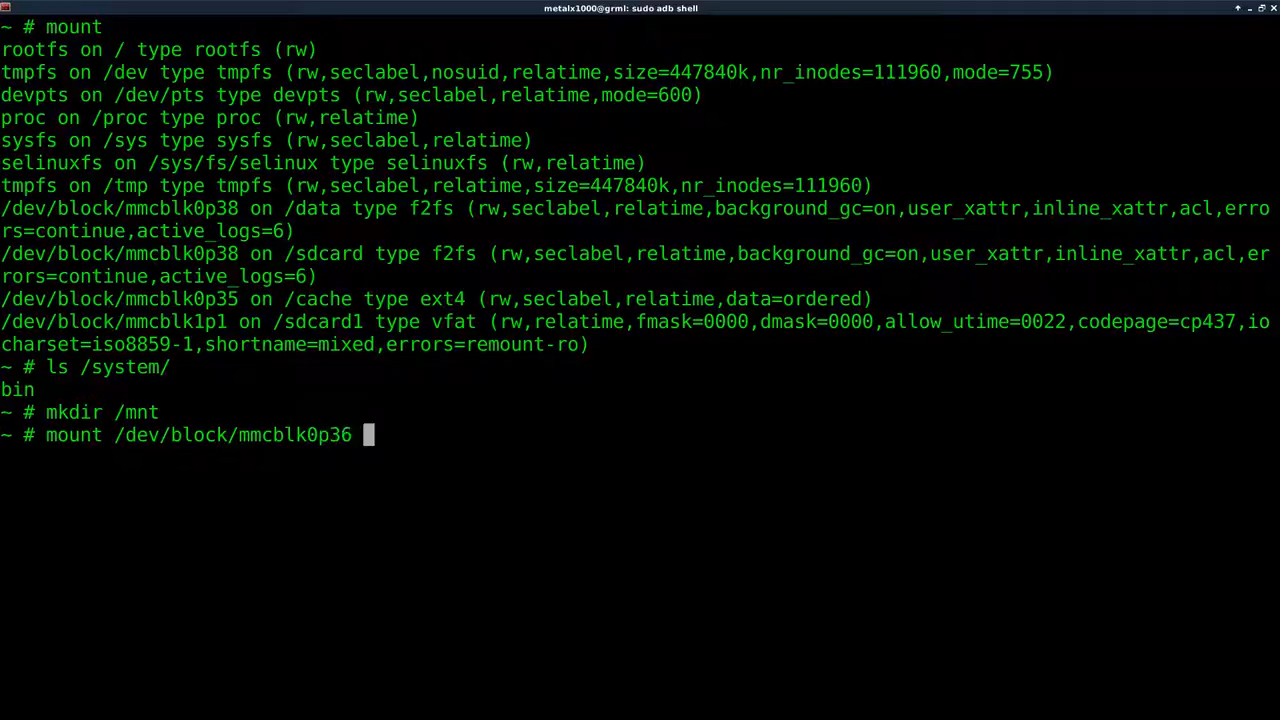 metalx1000@grml: sudo adb shell
~ # mount
rootfs on / type rootfs (rw)
tmpfs on /dev type tmpfs (rw,seclabel,nosuid,relatime,size=447840k,nr_inodes=111960,mode=755)
devpts on /dev/pts type devpts (rw,seclabel,relatime,mode=600)
proc on /proc type proc (rw,relatime)
sysfs on /sys type sysfs (rw,seclabel,relatime)
selinuxfs on /sys/fs/selinux type selinuxfs (rw,relatime)
tmpfs on /tmp type tmpfs (rw,seclabel,relatime,size=447840k,nr_inodes=111960)
/dev/block/mmcblk0p38 on /data type f2fs (rw,seclabel,relatime,background_gc=on,user_xattr,inline_xattr,acl,erro
rs=continue,active_logs=6)
/dev/block/mmcblk0p38 on /sdcard type f2fs (rw,seclabel,relatime,background_gc=on,user_xattr,inline_xattr,acl,er
rors=continue,active_logs=6)
/dev/block/mmcblk0p35 on /cache type ext4 (rw,seclabel,relatime,data=ordered)
/dev/block/mmcblk1p1 on /sdcard1 type vfat (rw,relatime,fmask=0000,dmask=0000,allow_utime=0022,codepage=cp437,io
charset=iso8859-1,shortname=mixed,errors=remount-ro)
~ # ls /system/
bin
~ # mkdir /mnt
~ # mount /dev/block/mmcblk0p36